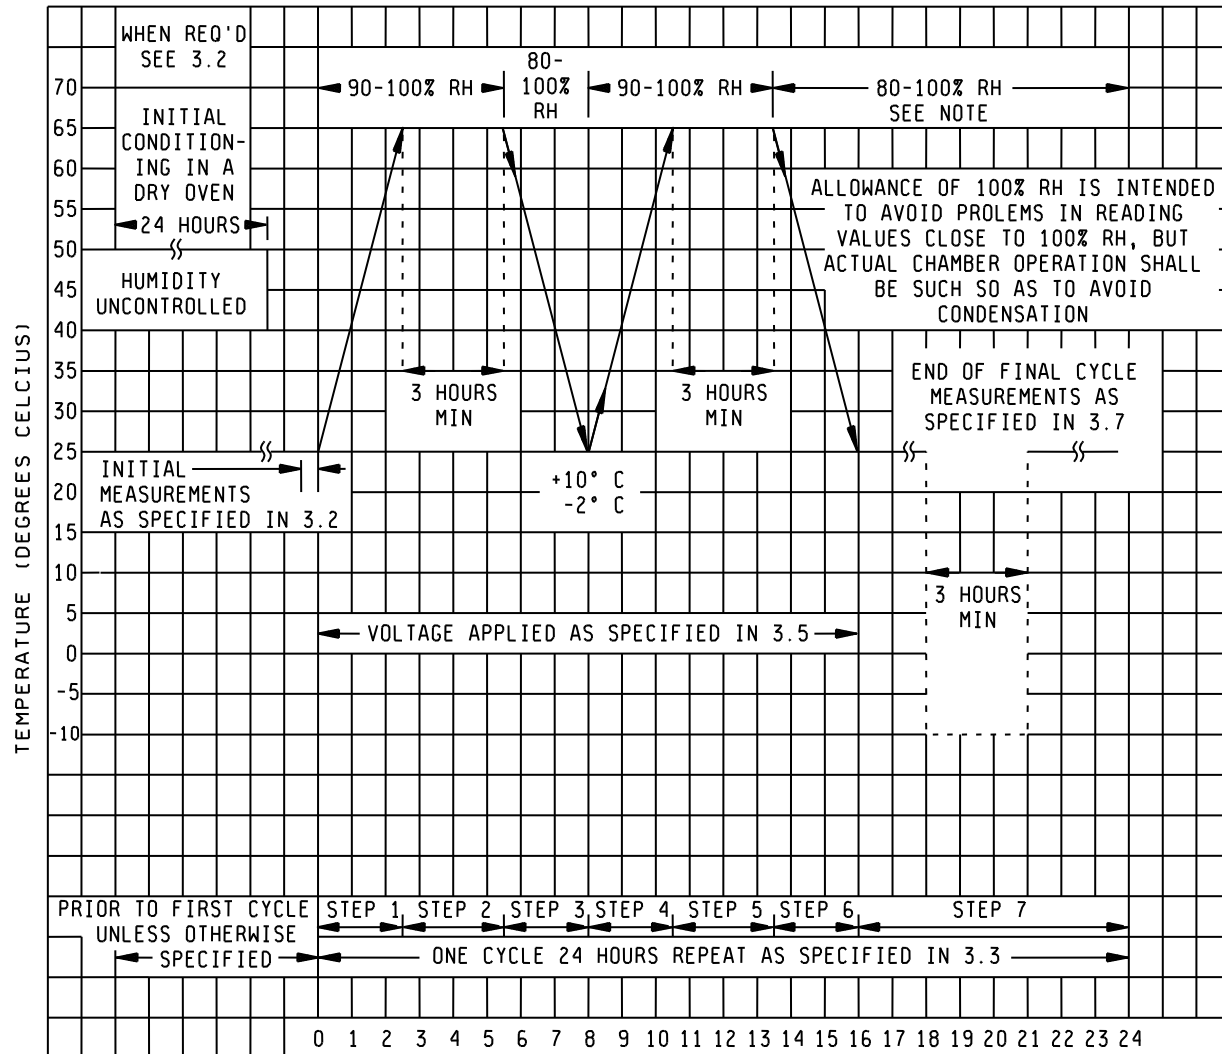 WHEN REQ'D
SEE 3.2
80-
100%
RH
90-100% RH
90-100% RH
80-100% RH
SEE NOTE
70
65
60
55
50
45
40
35
30
25
20
15
10
5
0
-5
-10
TEMPERATURE (DEGREES CELCIUS)
INITIAL
CONDITION-
ING IN A
DRY OVEN
24 HOURS
HUMIDITY
UNCONTROLLED
ALLOWANCE OF 100% RH IS INTENDED
TO AVOID PROLEMS IN READING
VALUES CLOSE TO 100% RH, BUT
ACTUAL CHAMBER OPERATION SHALL
BE SUCH SO AS TO AVOID
CONDENSATION
3 HOURS
MIN
3 HOURS
MIN
END OF FINAL CYCLE
MEASUREMENTS AS
SPECIFIED IN 3.7
INITIAL
MEASUREMENTS
AS SPECIFIED IN 3.2
+10° C
-2° C
3 HOURS
MIN
VOLTAGE APPLIED AS SPECIFIED IN 3.5
PRIOR TO FIRST CYCLE
UNLESS OTHERWISE
SPECIFIED
STEP 1
STEP 2
STEP 3
STEP 4
STEP 5
STEP 6
STEP 7
ONE CYCLE 24 HOURS REPEAT AS SPECIFIED IN 3.3
0 1 2 3 4 5 6 7 8 9 10 11 12 13 14 15 16 17 18 19 20 21 22 23 24